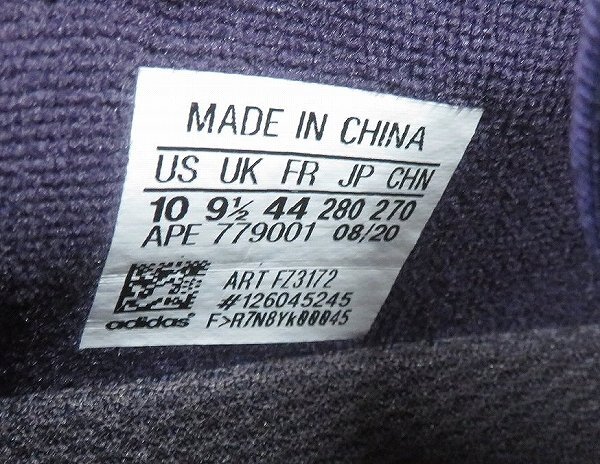 MADE IN CHINA
US UK FR JP CHN
10 9½ 44 280 270
APE 779001 08/20
ART FZ3172
#126045245
adidas F>R7N8Yk00045